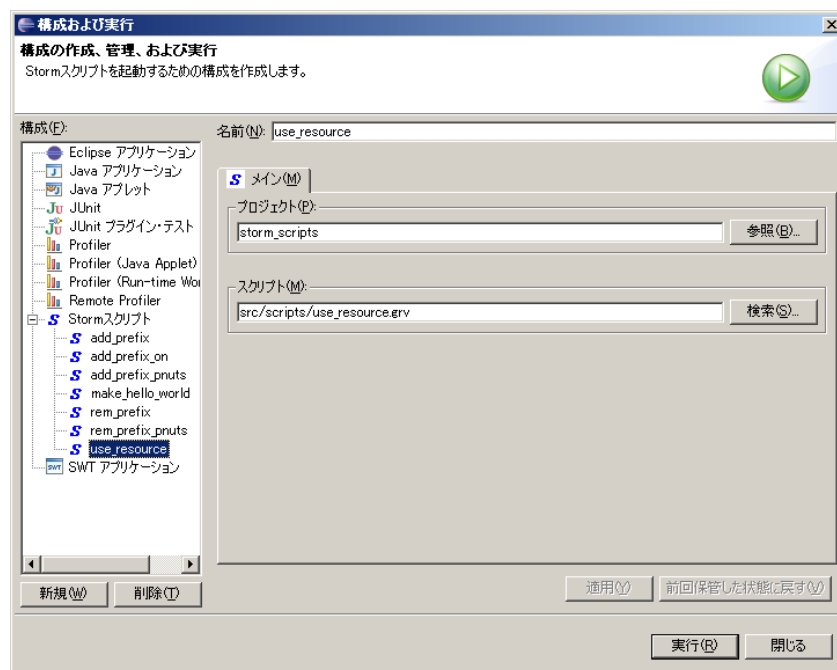 構成および実行
構成の作成、管理、および実行
Stormスクリプトを起動するための構成を作成します。
構成(F):
Eclipse アプリケーション
Java アプリケーション
Java アプレット
JUnit
JUnit プラグイン・テスト
Profiler
Profiler (Java Applet)
Profiler (Run-time Wor
Remote Profiler
Stormスクリプト
add_prefix
add_prefix_on
add_prefix_pnuts
make_hello_world
rem_prefix
rem_prefix_pnuts
use_resource
SWT アプリケーション
新規(W)
削除(T)
名前(N): use_resource
メイン(M)
プロジェクト(P):
storm_scripts
参照(B)...
スクリプト(M):
src/scripts/use_resource.grv
検索(S)...
適用(Y)
前回保管した状態に戻す(V)
実行(R)
閉じる